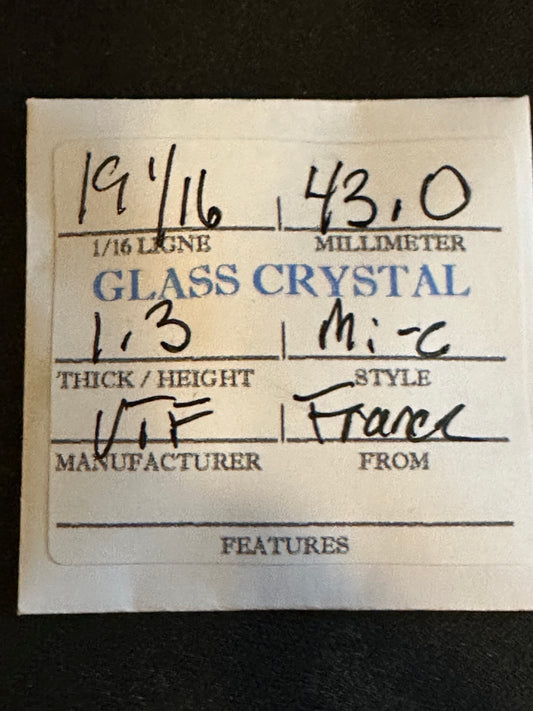 19 1/16 43.0
1/16 LIGNE MILLIMETER
GLASS CRYSTAL
1.3 Mi-c
THICK / HEIGHT STYLE
VTF France
MANUFACTURER FROM
FEATURES